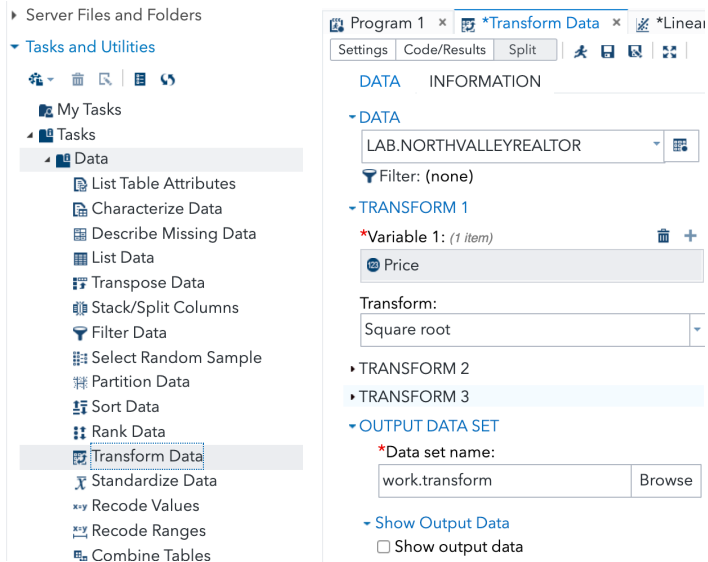 Server Files and Folders
Tasks and Utilities
My Tasks
Tasks
Data
List Table Attributes
Characterize Data
Describe Missing Data
List Data
Transpose Data
Stack/Split Columns
Filter Data
Select Random Sample
Partition Data
Sort Data
Rank Data
Transform Data
Standardize Data
Recode Values
Recode Ranges
Combine Tables
Program 1 × *Transform Data × *Linear
Settings Code/Results Split
DATA INFORMATION
DATA
LAB.NORTHVALLEYREALTOR
Filter: (none)
TRANSFORM 1
*Variable 1: (1 item)
123 Price
Transform:
Square root
TRANSFORM 2
TRANSFORM 3
OUTPUT DATA SET
*Data set name:
work.transform Browse
Show Output Data
Show output data